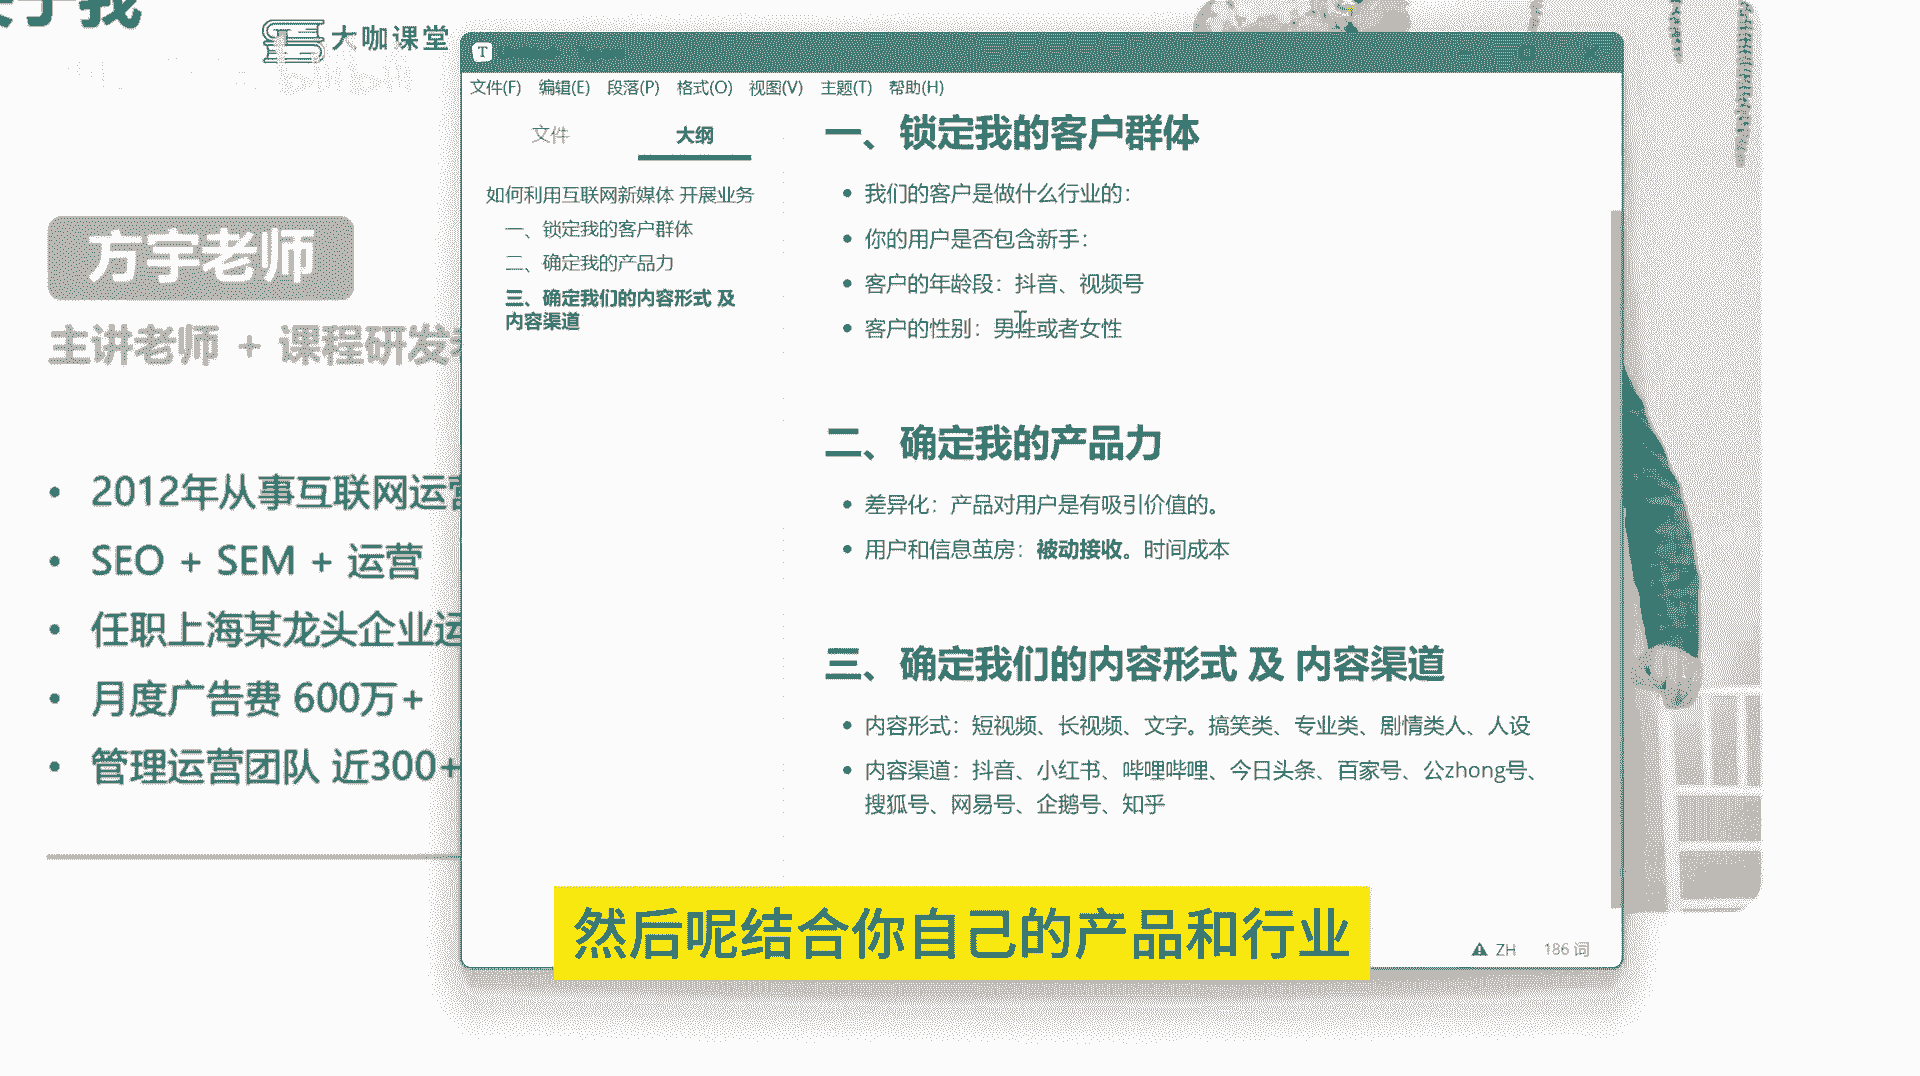 大咖课堂
bilibili
方宇老师
主讲老师 + 课程研发
2012年从事互联网运营
SEO + SEM + 运营
任职上海某龙头企业运
月度广告费 600万+
管理运营团队 近300+
T
文件(F) 编辑(E) 段落(P) 格式(O) 视图(V) 主题(T) 帮助(H)
文件 大纲
如何利用互联网新媒体 开展业务
一、锁定我的客户群体
二、确定我的产品力
三、确定我们的内容形式 及
内容渠道
一、锁定我的客户群体
我们的客户是做什么行业的：
你的用户是否包含新手：
客户的年龄段：抖音、视频号
客户的性别：男性或者女性
二、确定我的产品力
差异化：产品对用户是有吸引价值的。
用户和信息茧房：被动接收。时间成本
三、确定我们的内容形式 及 内容渠道
内容形式：短视频、长视频、文字。搞笑类、专业类、剧情类人、人设
内容渠道：抖音、小红书、哔哩哔哩、今日头条、百家号、公zhong号、
搜狐号、网易号、企鹅号、知乎
ZH 186 词
然后呢结合你自己的产品和行业